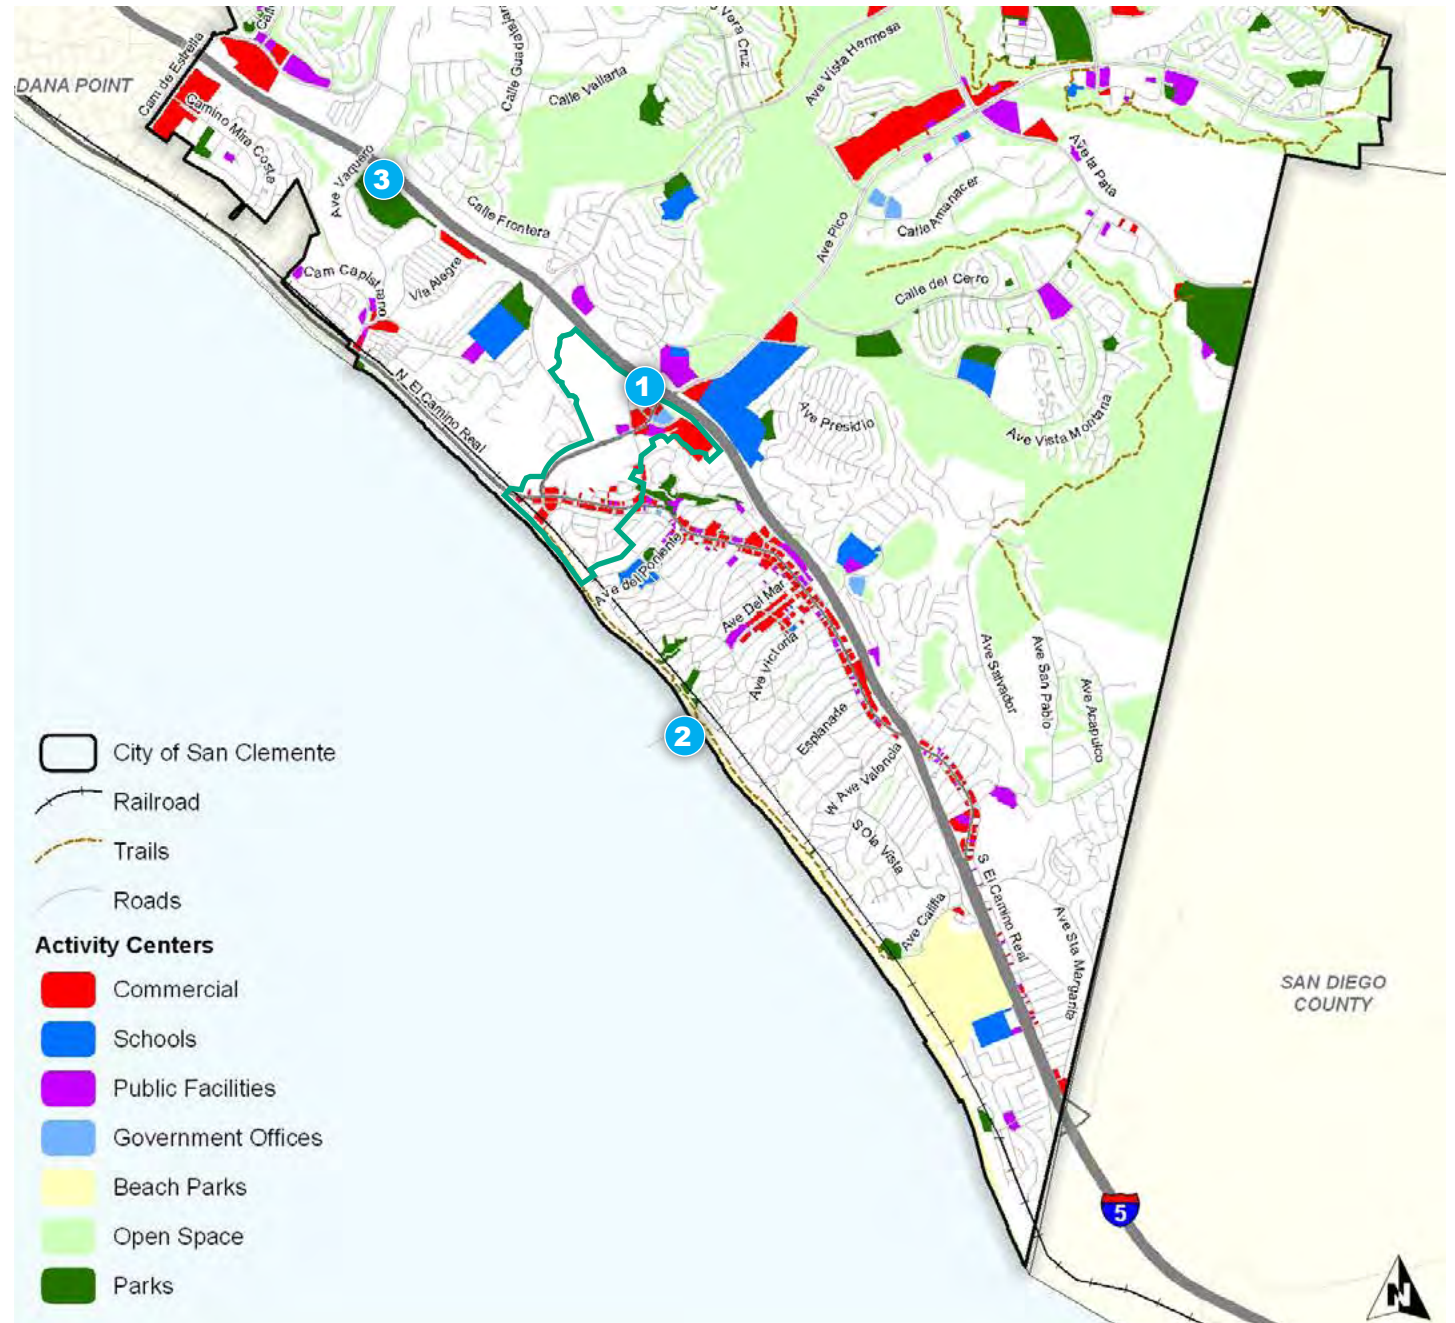 Cam de Estrella
Calle Guadalajara
Vera Cruz
Ave Vista Hermosa
DANA POINT
Calle Vallarta
Camino Mira Costa
Ave la Pata
Ave Vaquero
3
Calle Frontera
Ave Pico
Calle Amanacer
Cam Capistrano
Via Alegre
Calle del Cerro
1
N El Camino Real
Ave Presidio
Ave Vista Montana
Ave del Poniente
Ave Del Mar
Ave Victoria
Ave Salvador
Ave San Pablo
Ave Acapulco
2
Esplanade
W Ave Valencia
S Ola Vista
S El Camino Real
Ave Califia
Ave Sta Margarita
SAN DIEGO
COUNTY
5
N
City of San Clemente
Railroad
Trails
Roads
Activity Centers
Commercial
Schools
Public Facilities
Government Offices
Beach Parks
Open Space
Parks